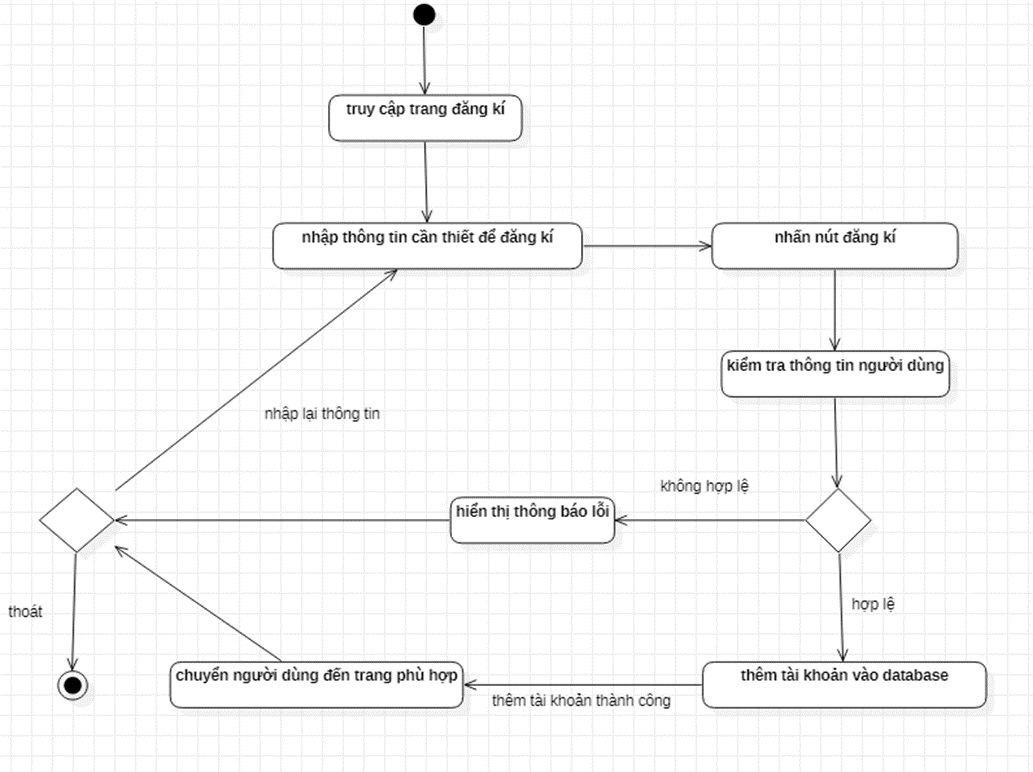 truy cập trang đăng kí
nhập thông tin cần thiết để đăng kí
nhấn nút đăng kí
kiểm tra thông tin người dùng
nhập lại thông tin
không hợp lệ
hiển thị thông báo lỗi
thoát
hợp lệ
chuyển người dùng đến trang phù hợp
thêm tài khoản vào database
thêm tài khoản thành công